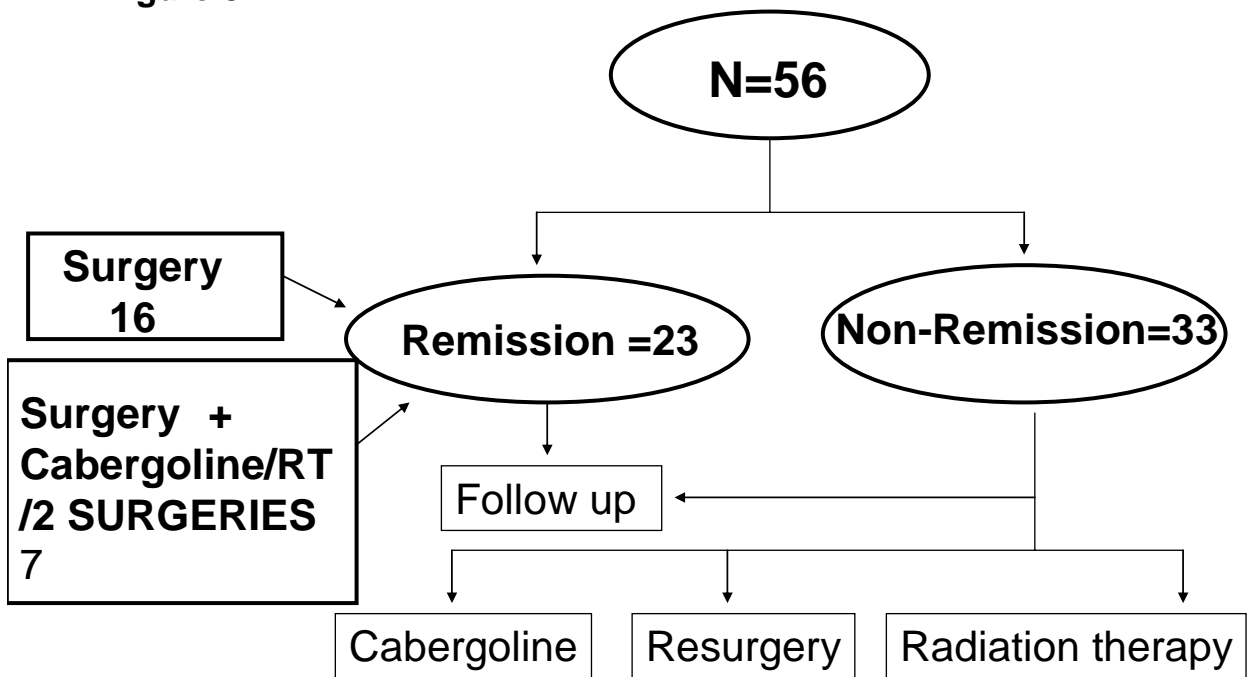 N=56
Surgery
16
Remission =23
Non-Remission=33
Surgery +
Cabergoline/RT
/2 SURGERIES
7
Follow up
Cabergoline
Resurgery
Radiation therapy